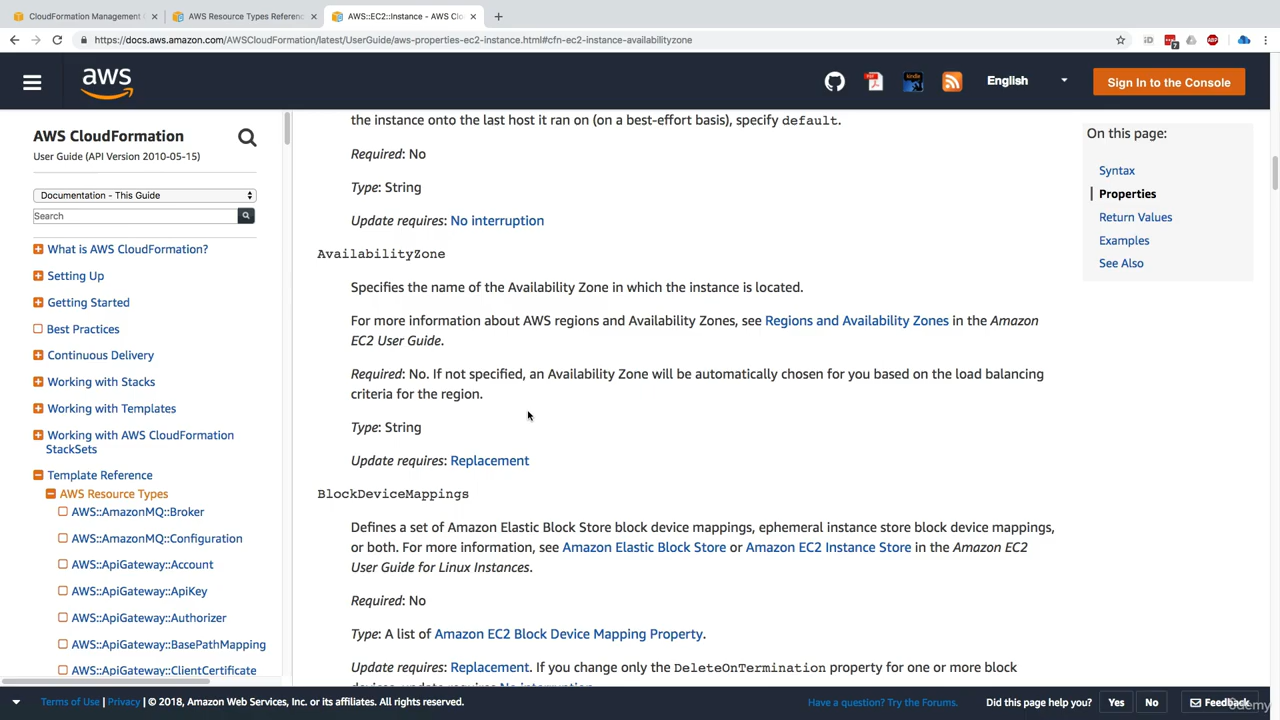 CloudFormation Management
AWS Resource Types Referenc
AWS::EC2::Instance - AWS Clo
https://docs.aws.amazon.com/AWSCloudFormation/latest/UserGuide/aws-properties-ec2-instance.html#cfn-ec2-instance-availabilityzone
aws
kindle
English
Sign In to the Console
AWS CloudFormation
User Guide (API Version 2010-05-15)
Documentation - This Guide
Search
What is AWS CloudFormation?
Setting Up
Getting Started
Best Practices
Continuous Delivery
Working with Stacks
Working with Templates
Working with AWS CloudFormation
StackSets
Template Reference
AWS Resource Types
AWS::AmazonMQ::Broker
AWS::AmazonMQ::Configuration
AWS::ApiGateway::Account
AWS::ApiGateway::ApiKey
AWS::ApiGateway::Authorizer
AWS::ApiGateway::BasePathMapping
AWS::ApiGateway::ClientCertificate
the instance onto the last host it ran on (on a best-effort basis), specify default.
Required: No
Type: String
Update requires: No interruption
AvailabilityZone
Specifies the name of the Availability Zone in which the instance is located.
For more information about AWS regions and Availability Zones, see Regions and Availability Zones in the Amazon
EC2 User Guide.
Required: No. If not specified, an Availability Zone will be automatically chosen for you based on the load balancing
criteria for the region.
Type: String
Update requires: Replacement
BlockDeviceMappings
Defines a set of Amazon Elastic Block Store block device mappings, ephemeral instance store block device mappings,
or both. For more information, see Amazon Elastic Block Store or Amazon EC2 Instance Store in the Amazon EC2
User Guide for Linux Instances.
Required: No
Type: A list of Amazon EC2 Block Device Mapping Property.
Update requires: Replacement. If you change only the DeleteOnTermination property for one or more block
devices, update requires No interruption.
On this page:
Syntax
Properties
Return Values
Examples
See Also
Terms of Use | Privacy | © 2018, Amazon Web Services, Inc. or its affiliates. All rights reserved.
Have a question? Try the Forums.
Did this page help you?
Yes
No
Feedback
udemy